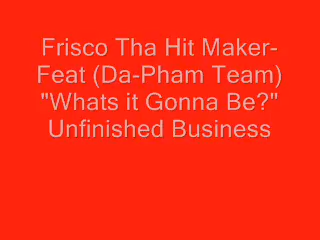 Frisco Tha Hit Maker-
Feat (Da-Pham Team)
"Whats it Gonna Be?"
Unfinished Business